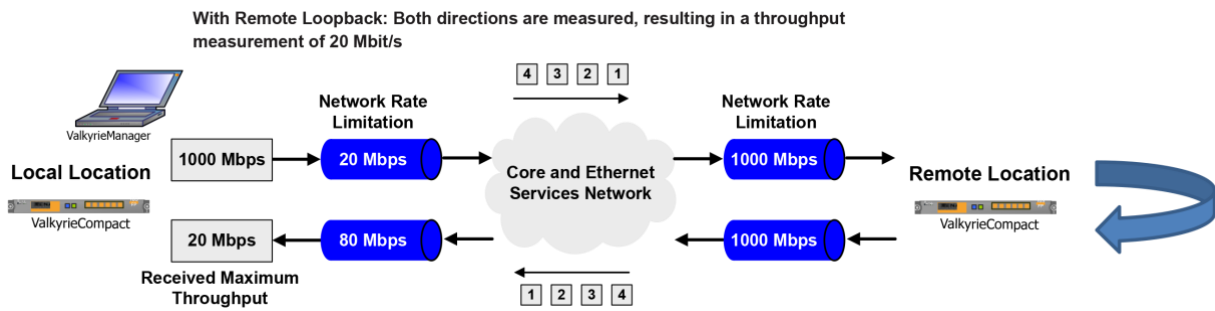 With Remote Loopback: Both directions are measured, resulting in a throughput
measurement of 20 Mbit/s
4 3 2 1
ValkyrieManager
Network Rate
Limitation
Network Rate
Limitation
1000 Mbps
20 Mbps
Core and Ethernet
Services Network
1000 Mbps
Local Location
Remote Location
ValkyrieCompact
ValkyrieCompact
20 Mbps
80 Mbps
1000 Mbps
Received Maximum
Throughput
1 2 3 4